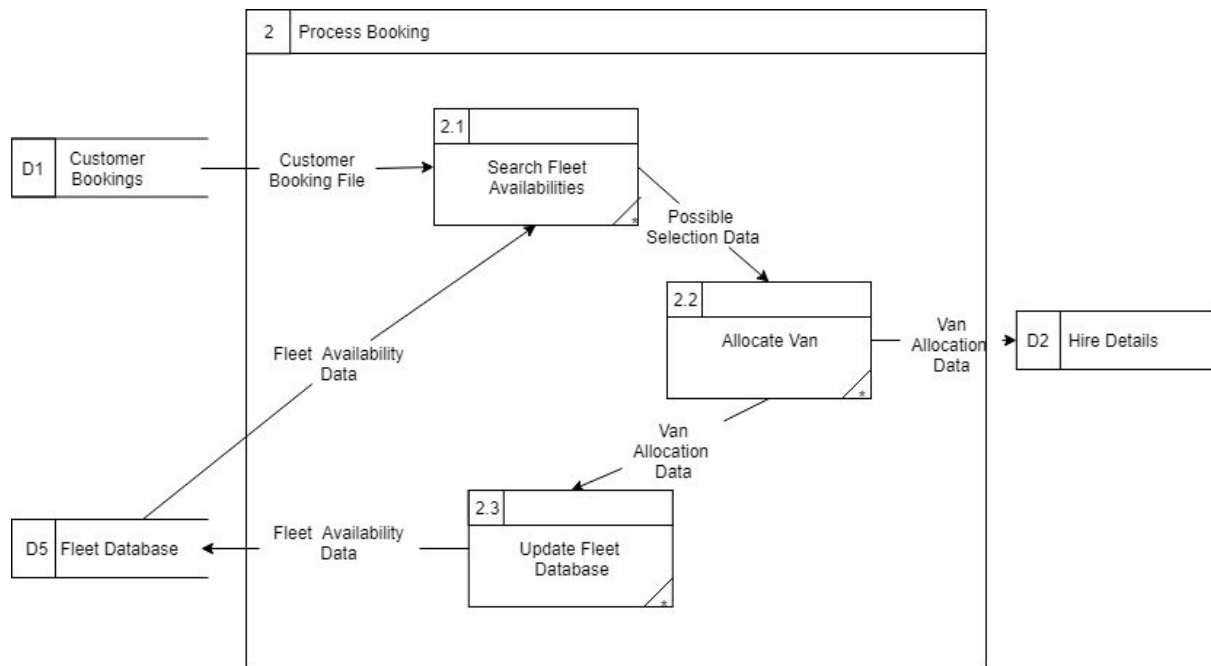 2 Process Booking
2.1
D1
Customer
Bookings
Customer
Booking File
Search Fleet
Availabilities
*
Possible
Selection Data
2.2
Allocate Van
*
Van
Allocation
Data
D2
Hire Details
Fleet Availability
Data
Van
Allocation
Data
2.3
Update Fleet
Database
*
Fleet Availability
Data
D5
Fleet Database